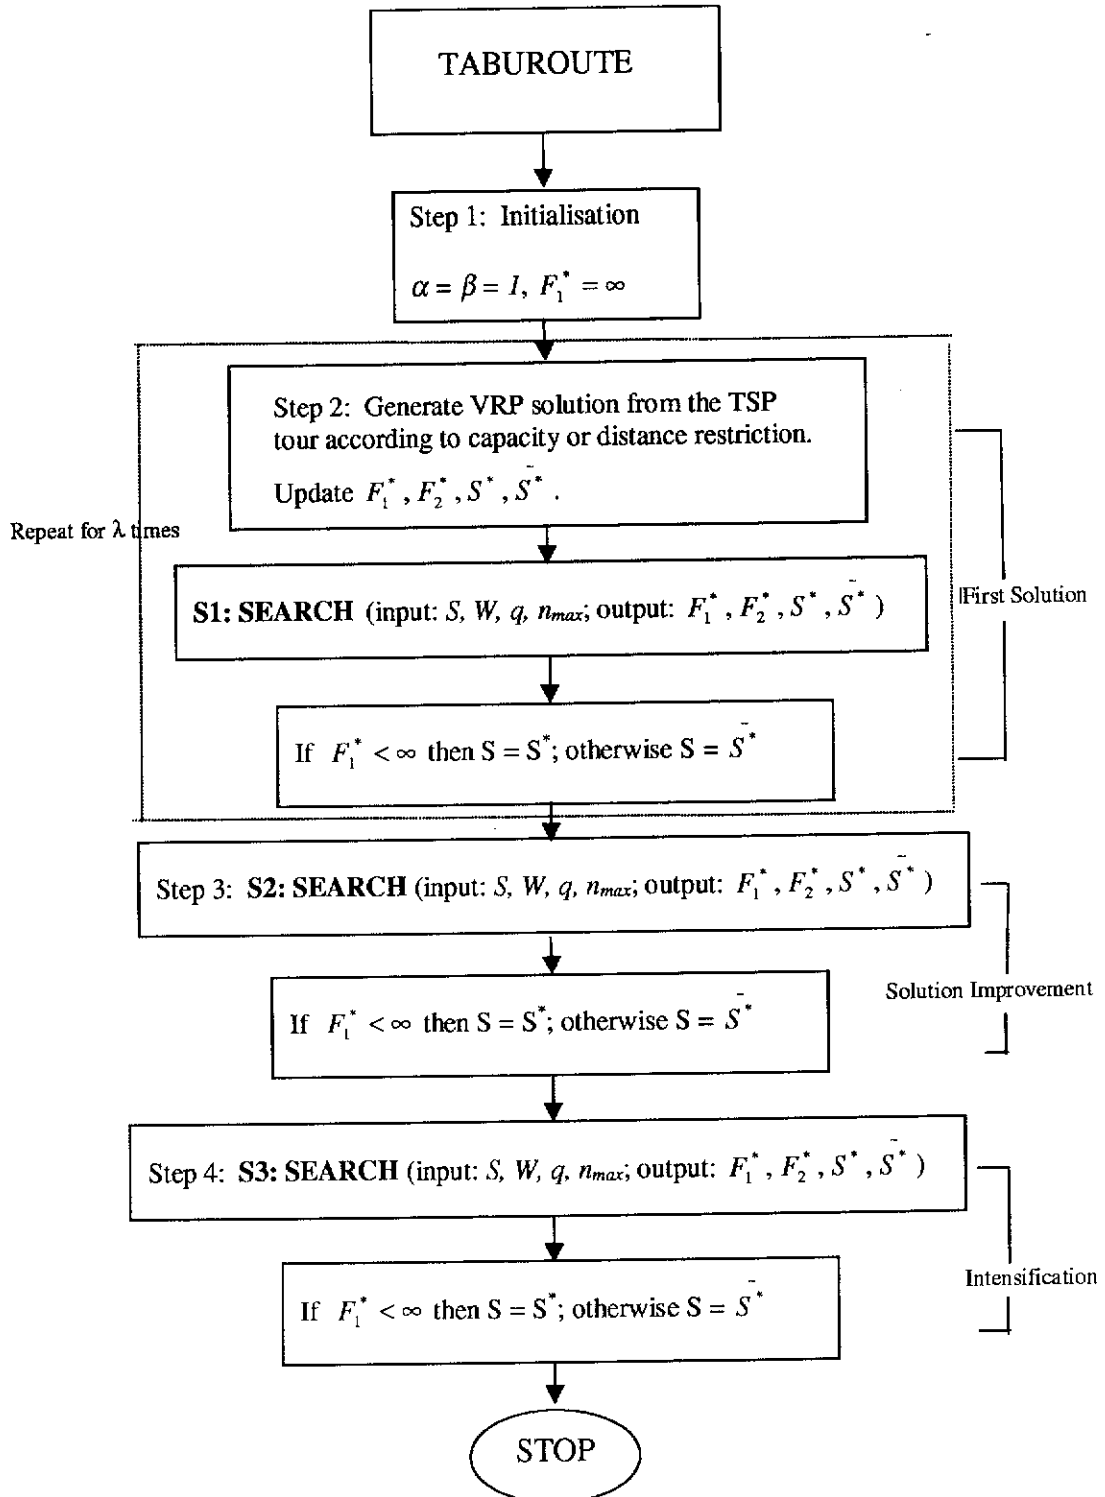 TABUROUTE
Step 1: Initialisation
α = β = 1, F₁* = ∞
Step 2: Generate VRP solution from the TSP
tour according to capacity or distance restriction.
Update F₁*, F₂*, S*, S̄*.
Repeat for λ times
S1: SEARCH (input: S, W, q, nmax; output: F₁*, F₂*, S*, S̄*)
First Solution
If F₁* < ∞ then S = S*; otherwise S = S̄*
Step 3: S2: SEARCH (input: S, W, q, nmax; output: F₁*, F₂*, S*, S̄*)
Solution Improvement
If F₁* < ∞ then S = S*; otherwise S = S̄*
Step 4: S3: SEARCH (input: S, W, q, nmax; output: F₁*, F₂*, S*, S̄*)
Intensification
If F₁* < ∞ then S = S*; otherwise S = S̄*
STOP